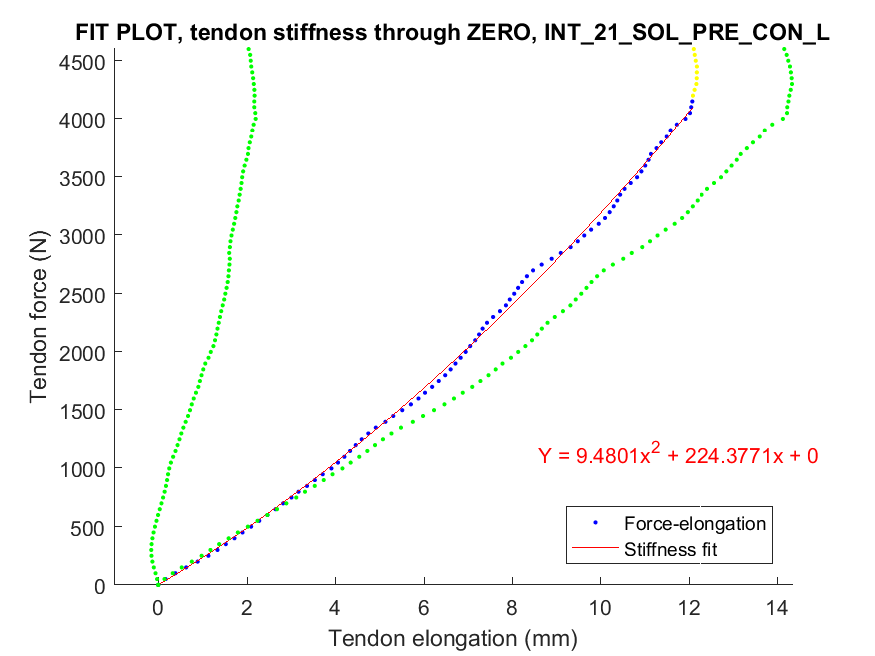 FIT PLOT, tendon stiffness through ZERO, INT_21_SOL_PRE_CON_L
Tendon force (N)
4500
4000
3500
3000
2500
2000
1500
1000
500
0
Y = 9.4801x² + 224.3771x + 0
Force-elongation
Stiffness fit
0 2 4 6 8 10 12 14
Tendon elongation (mm)